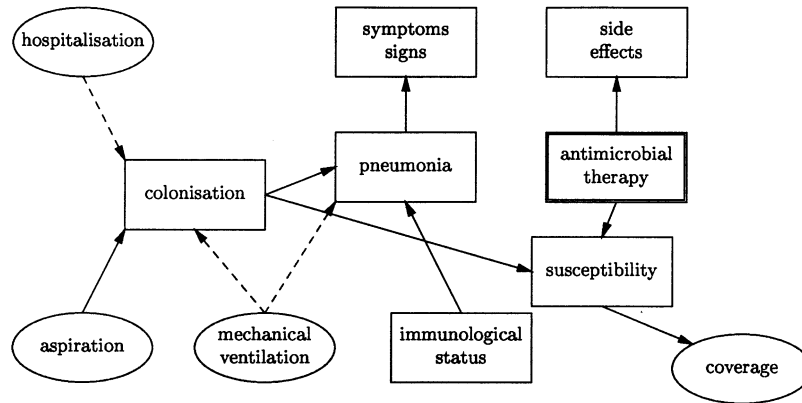 hospitalisation
symptoms
signs
side
effects
colonisation
pneumonia
antimicrobial
therapy
susceptibility
aspiration
mechanical
ventilation
immunological
status
coverage